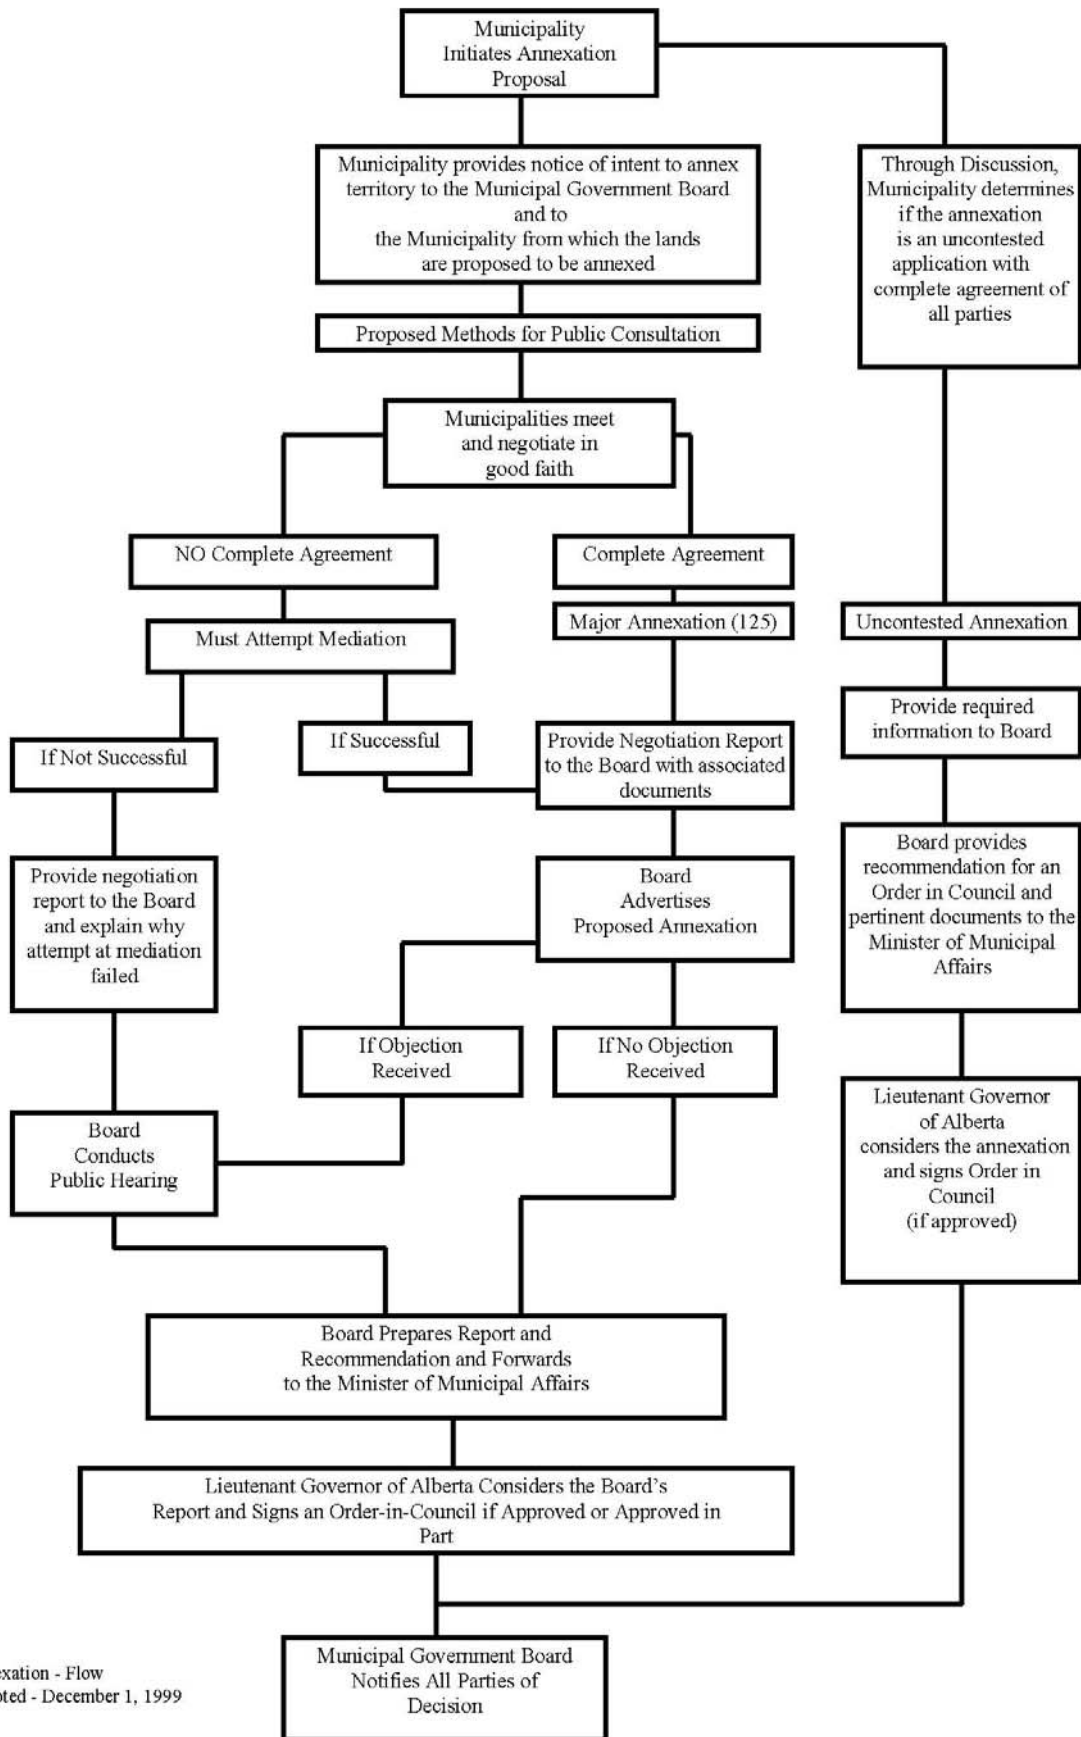 Municipality
Initiates Annexation
Proposal
Municipality provides notice of intent to annex
territory to the Municipal Government Board
and to
the Municipality from which the lands
are proposed to be annexed
Through Discussion,
Municipality determines
if the annexation
is an uncontested
application with
complete agreement of
all parties
Proposed Methods for Public Consultation
Municipalities meet
and negotiate in
good faith
NO Complete Agreement
Complete Agreement
Must Attempt Mediation
Major Annexation (125)
Uncontested Annexation
If Not Successful
If Successful
Provide Negotiation Report
to the Board with associated
documents
Provide required
information to Board
Provide negotiation
report to the Board
and explain why
attempt at mediation
failed
Board
Advertises
Proposed Annexation
Board provides
recommendation for an
Order in Council and
pertinent documents to the
Minister of Municipal
Affairs
If Objection
Received
If No Objection
Received
Board
Conducts
Public Hearing
Lieutenant Governor
of Alberta
considers the annexation
and signs Order in
Council
(if approved)
Board Prepares Report and
Recommendation and Forwards
to the Minister of Municipal Affairs
Lieutenant Governor of Alberta Considers the Board's
Report and Signs an Order-in-Council if Approved or Approved in
Part
Municipal Government Board
Notifies All Parties of
Decision
exation - Flow
oted - December 1, 1999